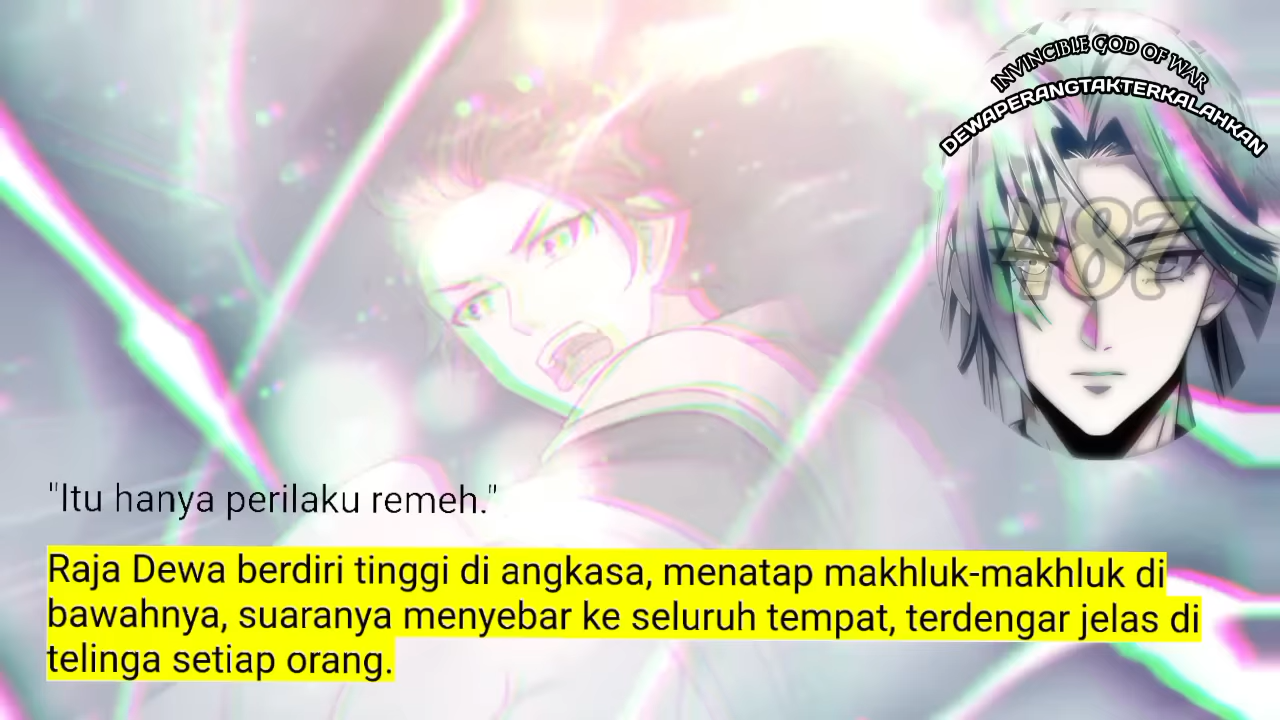 INVINCIBLE GOD OF WAR
DEWAPERANGTAKTERKALAHKAN
487
"Itu hanya perilaku remeh."
Raja Dewa berdiri tinggi di angkasa, menatap makhluk-makhluk di
bawahnya, suaranya menyebar ke seluruh tempat, terdengar jelas di
telinga setiap orang.